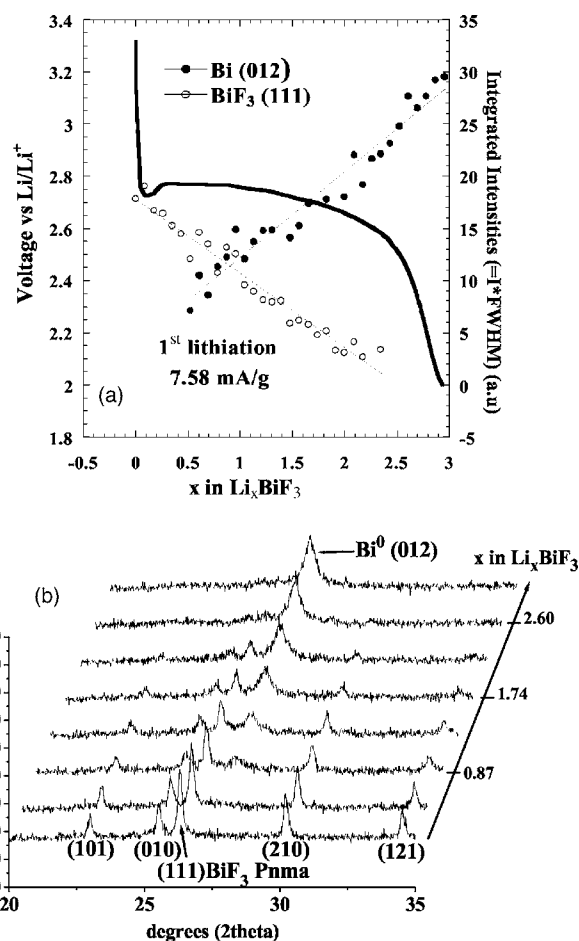 3.4
3.2
3
2.8
2.6
2.4
2.2
2
1.8
Voltage vs Li/Li+
35
30
25
20
15
10
5
0
-5
Integrated Intensities (=I*FWHM) (a.u)
Bi (012)
BiF3 (111)
1st lithiation
7.58 mA/g
(a)
-0.5 0 0.5 1 1.5 2 2.5 3
x in LixBiF3
(b)
Bi0 (012)
x in LixBiF3
2.60
1.74
0.87
(101) (010) (210) (121)
(111)BiF3 Pnma
20 25 30 35
degrees (2theta)